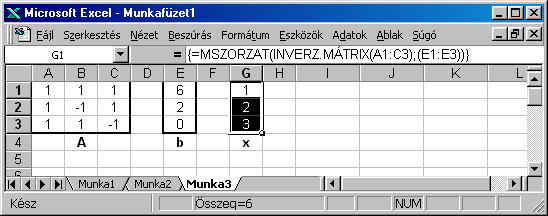 Microsoft Excel - Munkafüzet1
Fájl Szerkesztés Nézet Beszúrás Formátum Eszközök Adatok Ablak Súgó
G1 = {=MSZORZAT(INVERZ.MÁTRIX(A1:C3);(E1:E3))}
A B C D E F G H I J K L
1 1 1 1 6 1
2 1 -1 1 2 2
3 1 1 -1 0 3
4 A b x
5
Munka1 Munka2 Munka3
Kész Összeg=6 NUM